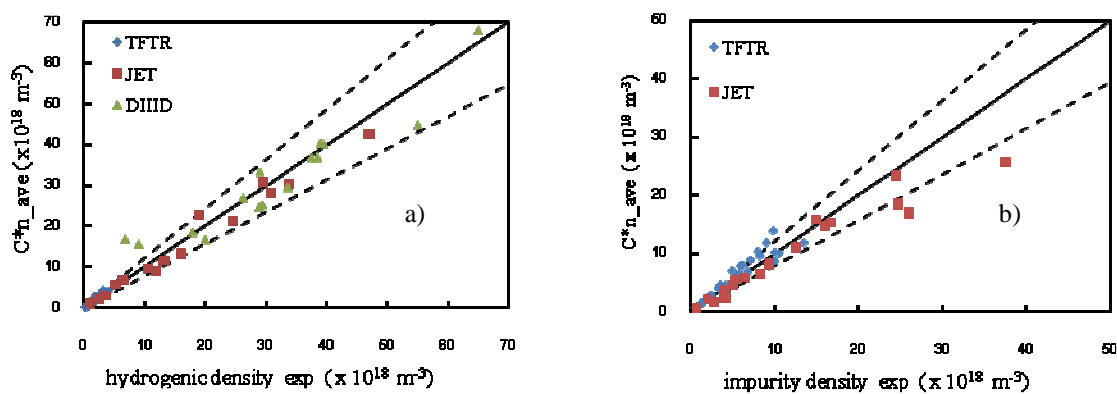 70
60
50
40
30
20
10
0
C*n_ave (x10^18 m^-3)
TFTR
JET
DIIID
a)
0 10 20 30 40 50 60 70
hydrogenic density exp (x 10^18 m^-3)
60
50
40
30
20
10
0
C*n_ave (x 10^18 m^-3)
TFTR
JET
b)
0 10 20 30 40 50
impurity density exp (x 10^18 m^-3)